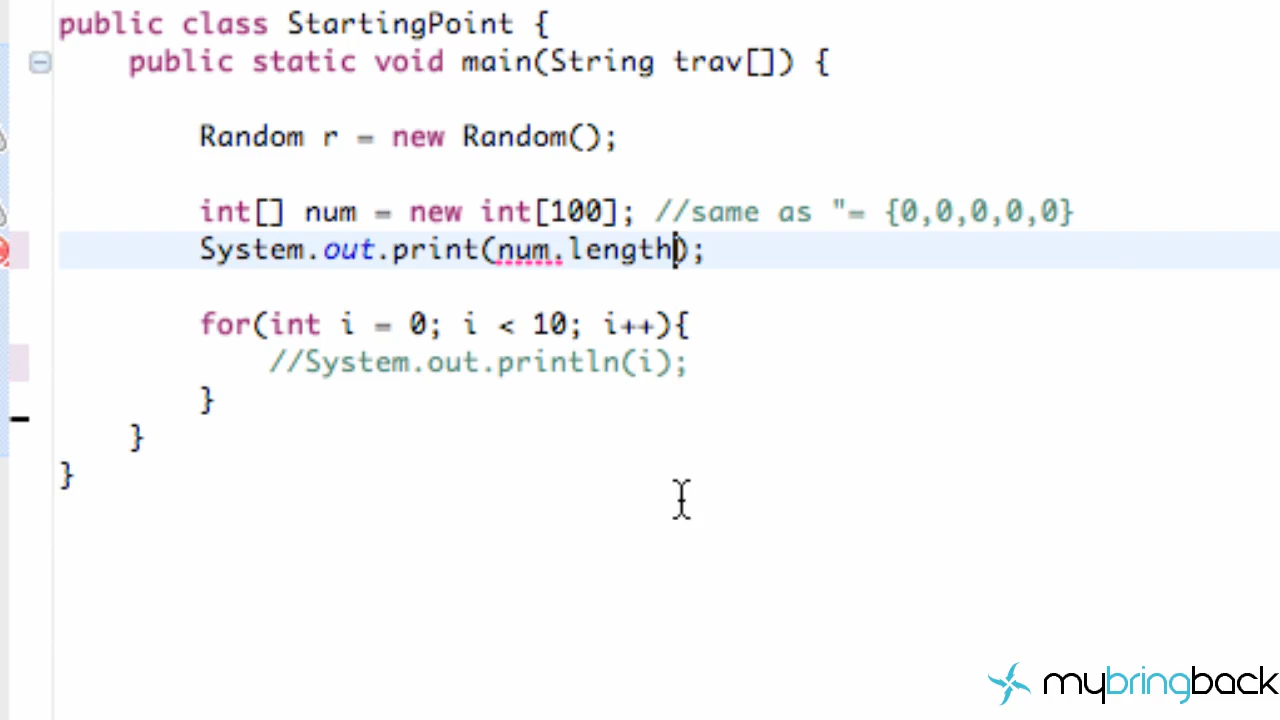 public class StartingPoint {
public static void main(String trav[]) {
Random r = new Random();
int[] num = new int[100]; //same as "= {0,0,0,0,0}
System.out.print(num.length);
for(int i = 0; i < 10; i++){
//System.out.println(i);
}
}
}
mybringback